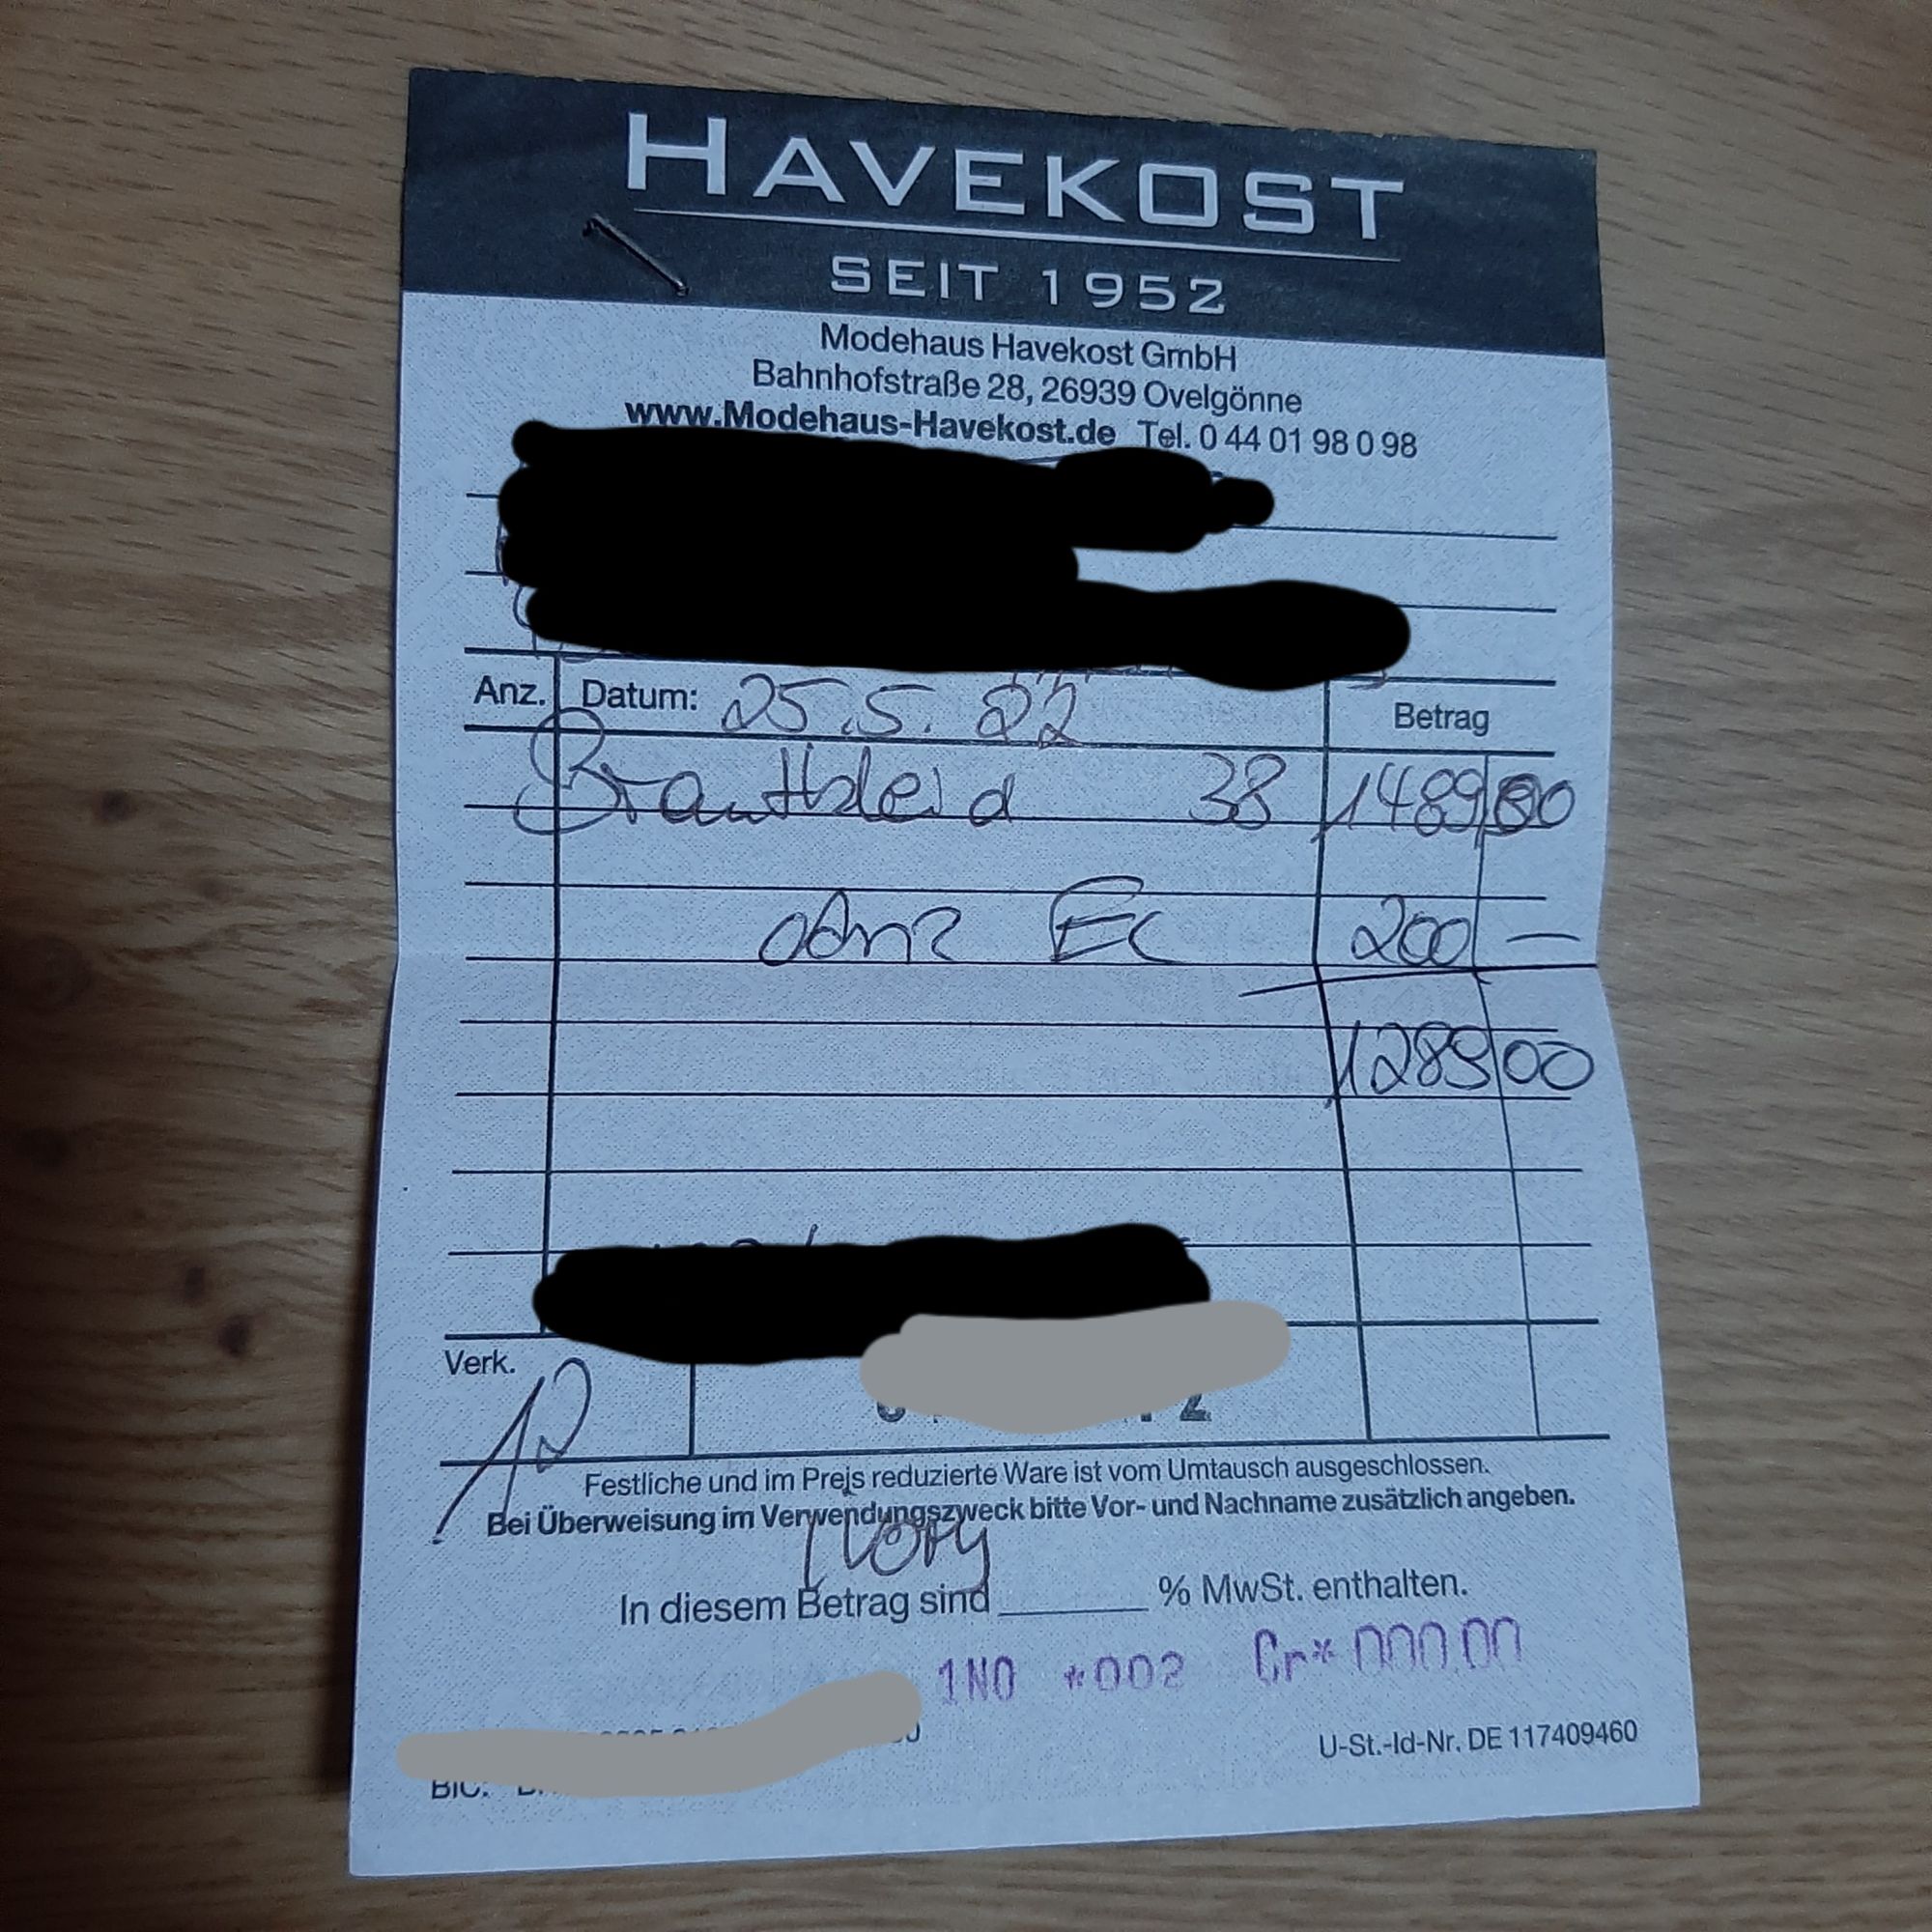 HAVEKOST
SEIT 1952
Modehaus Havekost GmbH
Bahnhofstraße 28, 26939 Ovelgönne
www.Modehaus-Havekost.de Tel. 0 44 01 98 0 98
Anz. Datum: 25.5.22 Betrag
Brautkleid 38 1489 00
EC 200 —
1289 00
Verk.
Festliche und im Preis reduzierte Ware ist vom Umtausch ausgeschlossen.
Bei Überweisung im Verwendungszweck bitte Vor- und Nachname zusätzlich angeben.
Ivory
In diesem Betrag sind ______ % MwSt. enthalten.
1NO *002 Cr* 000.00
U-St.-Id-Nr. DE 117409460
BIC: